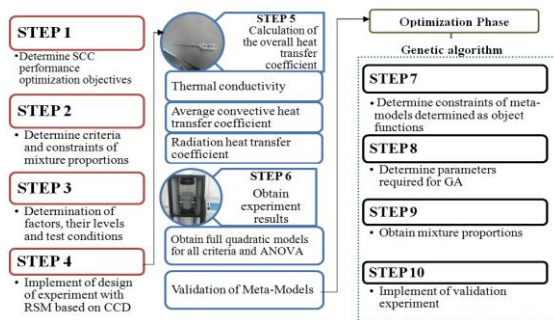 STEP 1
•Determine SCC
performance
optimization objectives
STEP 2
• Determine criteria
and constraints of
mixture proportions
STEP 3
• Determination of
factors, their levels
and test conditions
STEP 4
• Implement of design
of experiment with
RSM based on CCD
STEP 5
Calculation of
the overall heat
transfer
coefficient
Thermal conductivity
Average convective heat
transfer coefficient
Radiation heat transfer
coefficient
STEP 6
Obtain
experiment
results
Obtain full quadratic models
for all criteria and ANOVA
Validation of Meta-Models
Optimization Phase
Genetic algorithm
STEP 7
• Determine constraints of meta-
models determined as object
functions
STEP 8
• Determine parameters
required for GA
STEP 9
• Obtain mixture proportions
STEP 10
• Implement of validation
experiment